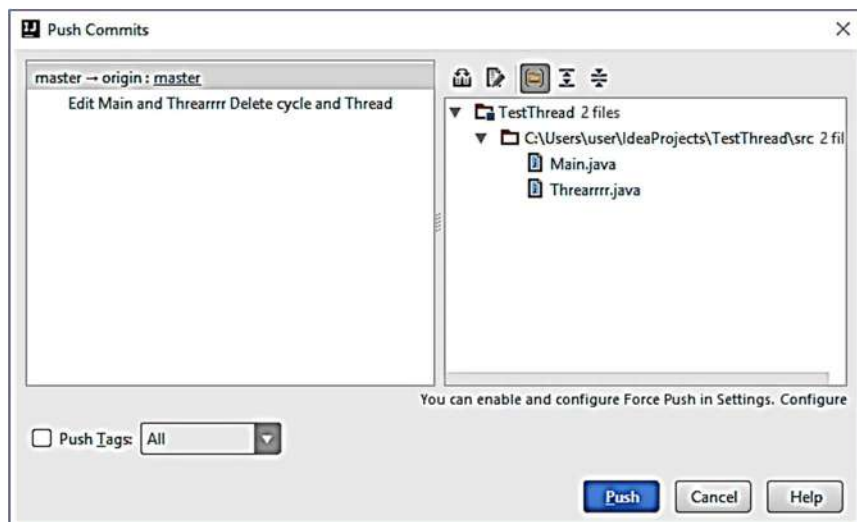 Push Commits
master → origin : master
Edit Main and Threarrrr Delete cycle and Thread
TestThread 2 files
C:\Users\user\IdeaProjects\TestThread\src 2 fil
Main.java
Threarrrr.java
You can enable and configure Force Push in Settings. Configure
Push Tags: All
Push Cancel Help